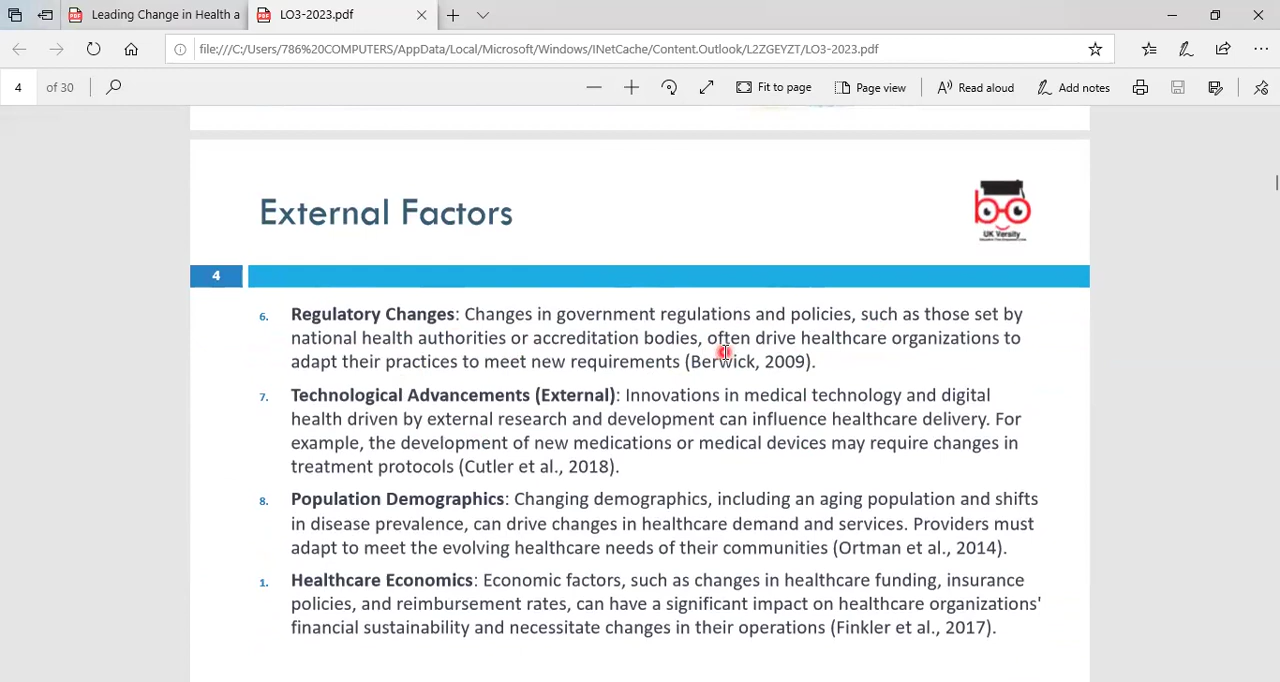 Leading Change in Health a
LO3-2023.pdf
file:///C:/Users/786%20COMPUTERS/AppData/Local/Microsoft/Windows/INetCache/Content.Outlook/L2ZGEYZT/LO3-2023.pdf
4 of 30 Fit to page Page view Read aloud Add notes
External Factors
UK Versity
4
6. Regulatory Changes: Changes in government regulations and policies, such as those set by
national health authorities or accreditation bodies, often drive healthcare organizations to
adapt their practices to meet new requirements (Berwick, 2009).
7. Technological Advancements (External): Innovations in medical technology and digital
health driven by external research and development can influence healthcare delivery. For
example, the development of new medications or medical devices may require changes in
treatment protocols (Cutler et al., 2018).
8. Population Demographics: Changing demographics, including an aging population and shifts
in disease prevalence, can drive changes in healthcare demand and services. Providers must
adapt to meet the evolving healthcare needs of their communities (Ortman et al., 2014).
1. Healthcare Economics: Economic factors, such as changes in healthcare funding, insurance
policies, and reimbursement rates, can have a significant impact on healthcare organizations'
financial sustainability and necessitate changes in their operations (Finkler et al., 2017).